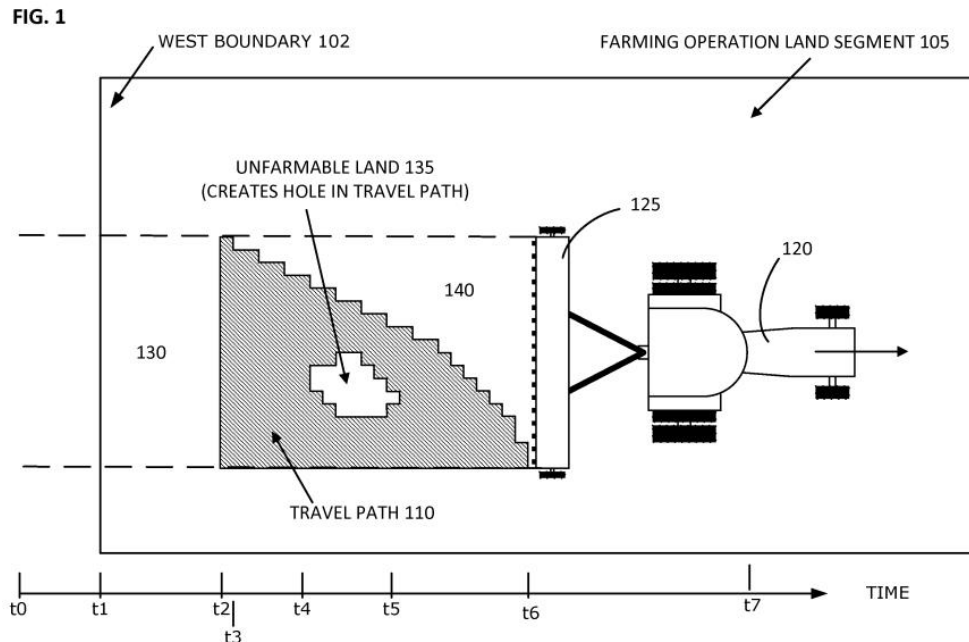 FIG. 1
WEST BOUNDARY 102
FARMING OPERATION LAND SEGMENT 105
UNFARMABLE LAND 135
(CREATES HOLE IN TRAVEL PATH)
125
120
140
130
TRAVEL PATH 110
t0
t1
t2
t3
t4
t5
t6
t7
TIME